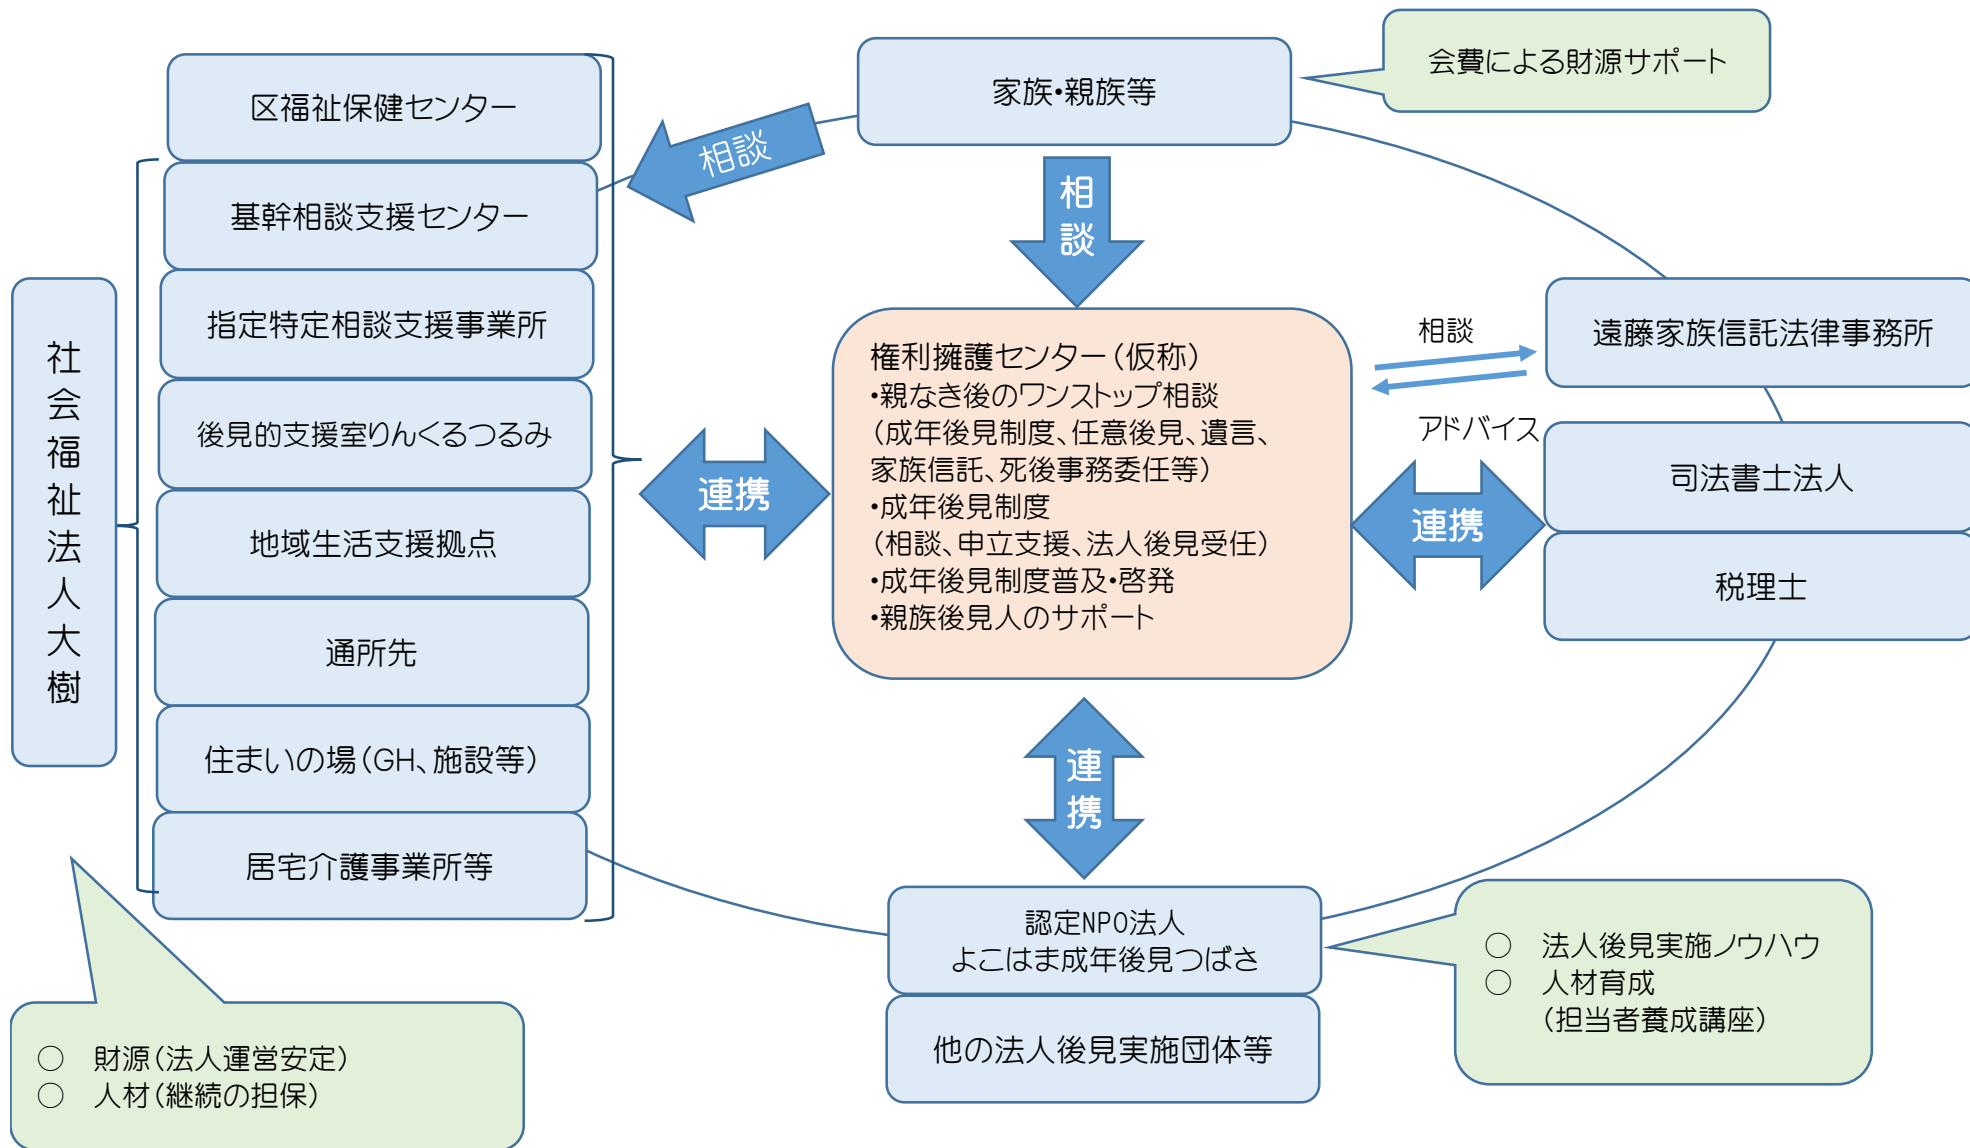 会費による財源サポート
家族・親族等
区福祉保健センター
相談
基幹相談支援センター
相談
指定特定相談支援事業所
後見的支援室りんくるつるみ
地域生活支援拠点
通所先
住まいの場（GH、施設等）
居宅介護事業所等
社会福祉法人大樹
連携
権利擁護センター（仮称）
・親なき後のワンストップ相談
（成年後見制度、任意後見、遺言、
家族信託、死後事務委任等）
・成年後見制度
（相談、申立支援、法人後見受任）
・成年後見制度普及・啓発
・親族後見人のサポート
相談
アドバイス
連携
遠藤家族信託法律事務所
司法書士法人
税理士
連携
認定NPO法人
よこはま成年後見つばさ
他の法人後見実施団体等
○　法人後見実施ノウハウ
○　人材育成
（担当者養成講座）
○　財源（法人運営安定）
○　人材（継続の担保）